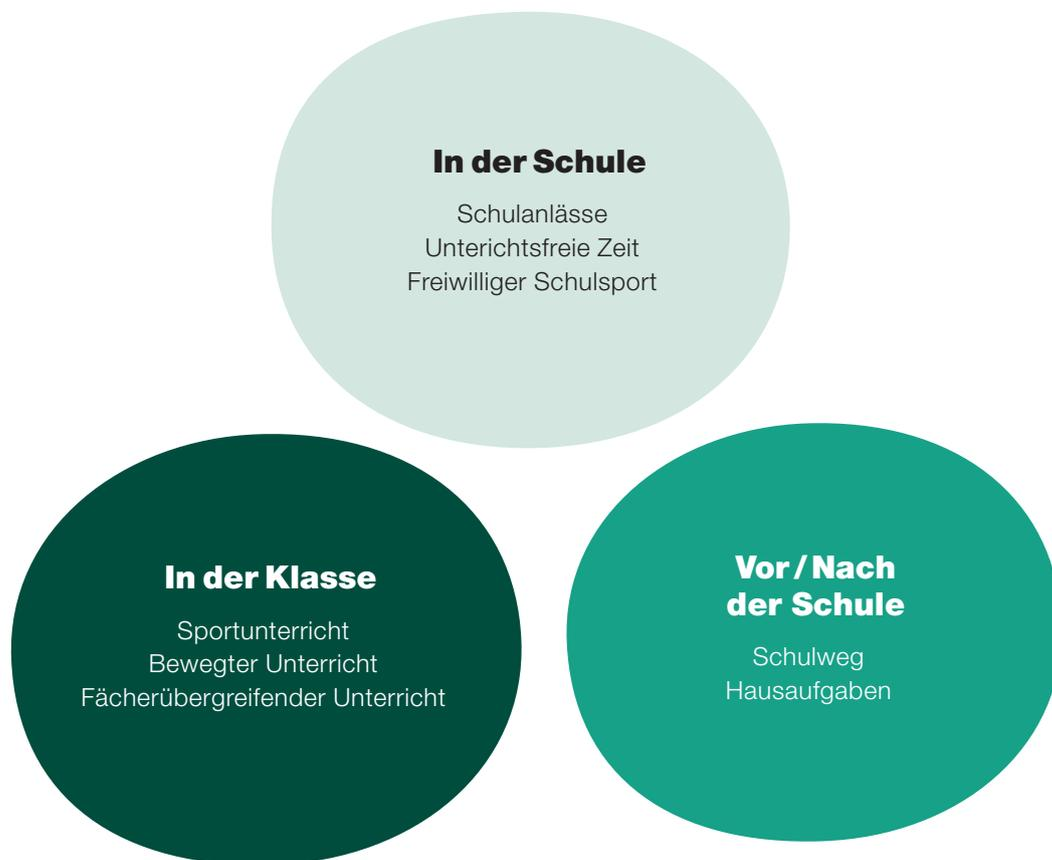 In der Schule
Schulanlässe
Unterichtsfreie Zeit
Freiwilliger Schulsport
In der Klasse
Sportunterricht
Bewegter Unterricht
Fächerübergreifender Unterricht
Vor / Nach
der Schule
Schulweg
Hausaufgaben